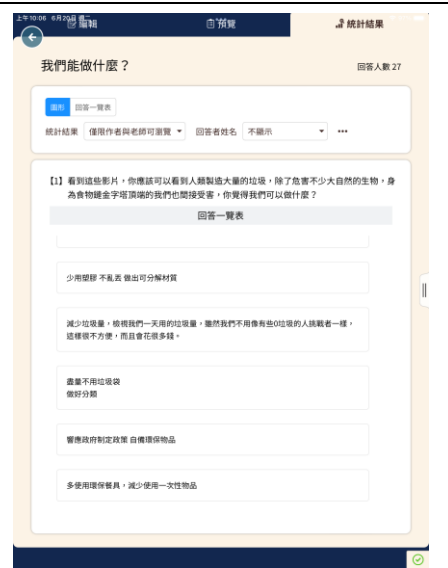 上午10:06 6月20日 週二
編輯
預覽
統計結果
我們能做什麼？
回答人數 27
圖形 回答一覽表
統計結果 僅限作者與老師可瀏覽 回答者姓名 不顯示
【1】看到這些影片，你應該可以看到人類製造大量的垃圾，除了危害不少大自然的生物，身
為食物鏈金字塔頂端的我們也間接受害，你覺得我們可以做什麼？
回答一覽表
少用塑膠 不亂丟 做出可分解材質
減少垃圾量，檢視我們一天用的垃圾量，雖然我們不用像有些0垃圾的人挑戰者一樣，
這樣很不方便，而且會花很多錢。
盡量不用垃圾袋
做好分類
響應政府制定政策 自備環保物品
多使用環保餐具，減少使用一次性物品